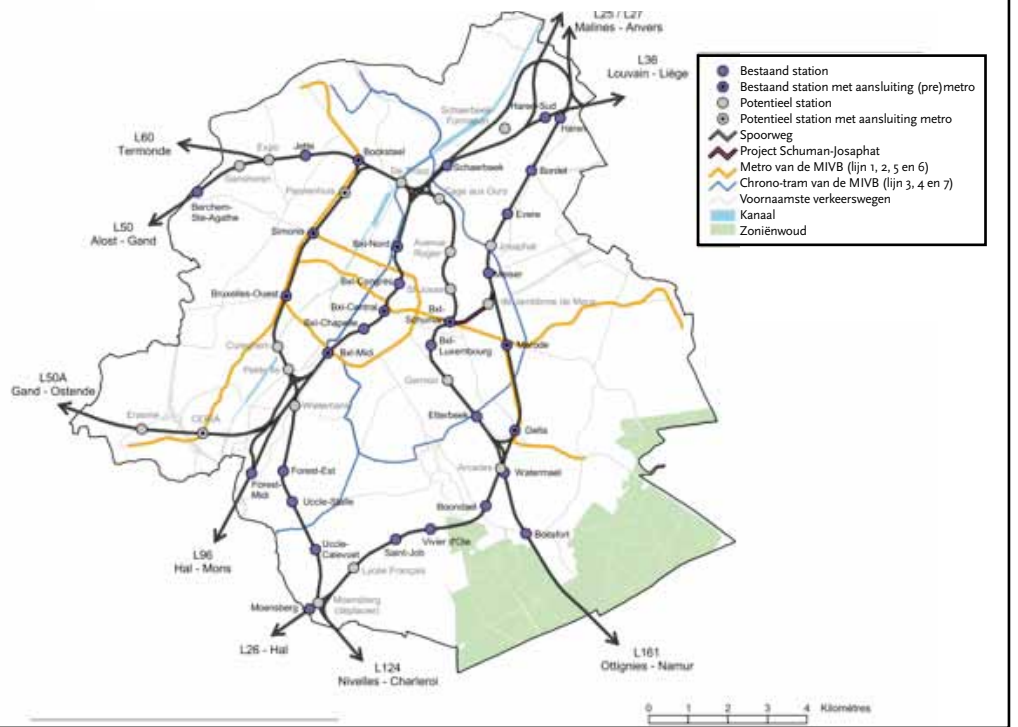 L25 / L27
Malines - Anvers
L36
Louvain - Liège
Bestaand station
Bestaand station met aansluiting (pre)metro
Potentieel station
Potentieel station met aansluiting metro
Spoorweg
Project Schuman-Josaphat
Metro van de MIVB (lijn 1, 2, 5 en 6)
Chrono-tram van de MIVB (lijn 3, 4 en 7)
Voornaamste verkeerswegen
Kanaal
Zoniënwoud
Schaerbeek
Formation
Haren-Sud
Haren
L60
Termonde
Expo
Jette
Bockstael
Schaerbeek
Bordet
Berchem-
Ste-Agathe
L50
Alost - Gand
Evere
Simonis
Bxl-Nord
Josaphat
Meiser
Bruxelles-Ouest
Bxl-Congrès
Bxl-Central
Bxl-Chapelle
Bxl-
Schuman
Bxl-Midi
Bxl-
Luxembourg
Merode
L50A
Gand - Ostende
Erasme
CERIA
Germoir
Etterbeek
Delta
Arcades
Watermael
Forest-
Midi
Forest-Est
Uccle-Stalle
Boondael
Boitsfort
Uccle-
Calevoet
Saint-Job
Vivier d'Oie
L96
Hal - Mons
Lycée Français
Moensberg
Moensberg
(déplacer)
L26 - Hal
L124
Nivelles - Charleroi
L161
Ottignies - Namur
0 1 2 3 4 Kilomètres